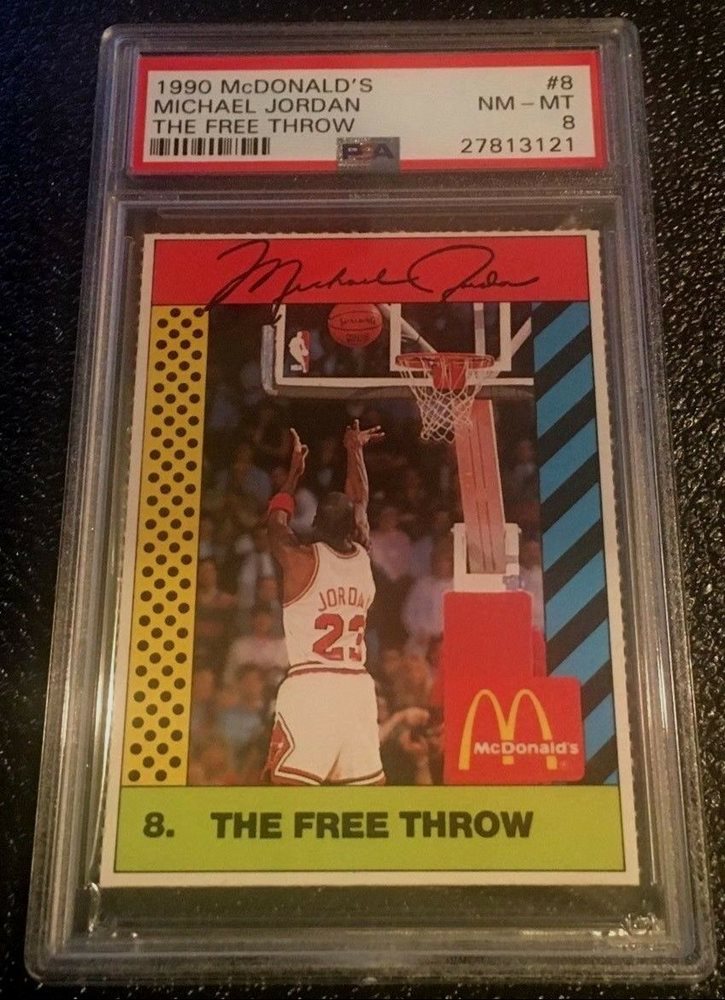 1990 McDONALD'S #8
MICHAEL JORDAN NM – MT
THE FREE THROW 8
PSA 27813121
Michael Jordan
SPALDING
JORDAN
23
McDonald's
8. THE FREE THROW